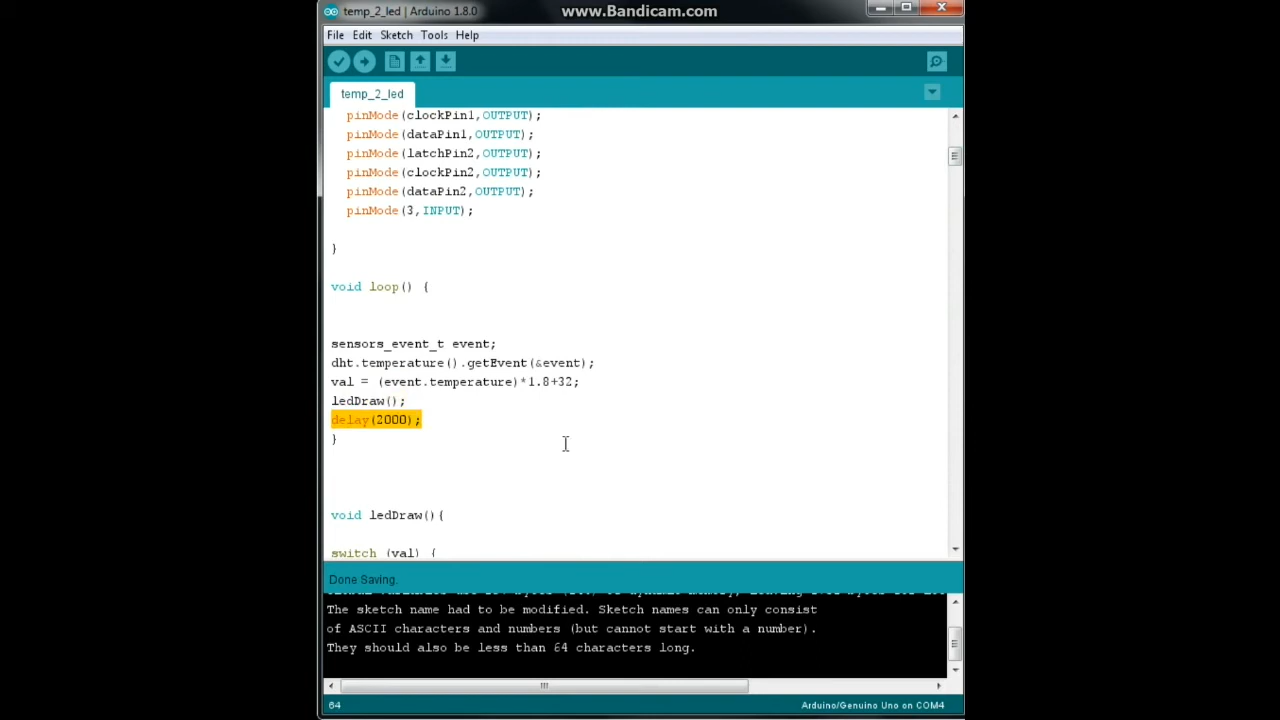 www.Bandicam.com
temp_2_led | Arduino 1.8.0
File Edit Sketch Tools Help
temp_2_led
pinMode(clockPin1,OUTPUT);
pinMode(dataPin1,OUTPUT);
pinMode(latchPin2,OUTPUT);
pinMode(clockPin2,OUTPUT);
pinMode(dataPin2,OUTPUT);
pinMode(3,INPUT);
}
void loop() {
sensors_event_t event;
dht.temperature().getEvent(&event);
val = (event.temperature)*1.8+32;
ledDraw();
delay(2000);
}
void ledDraw(){
switch (val) {
Done Saving.
The sketch name had to be modified. Sketch names can only consist
of ASCII characters and numbers (but cannot start with a number).
They should also be less than 64 characters long.
64
Arduino/Genuino Uno on COM4